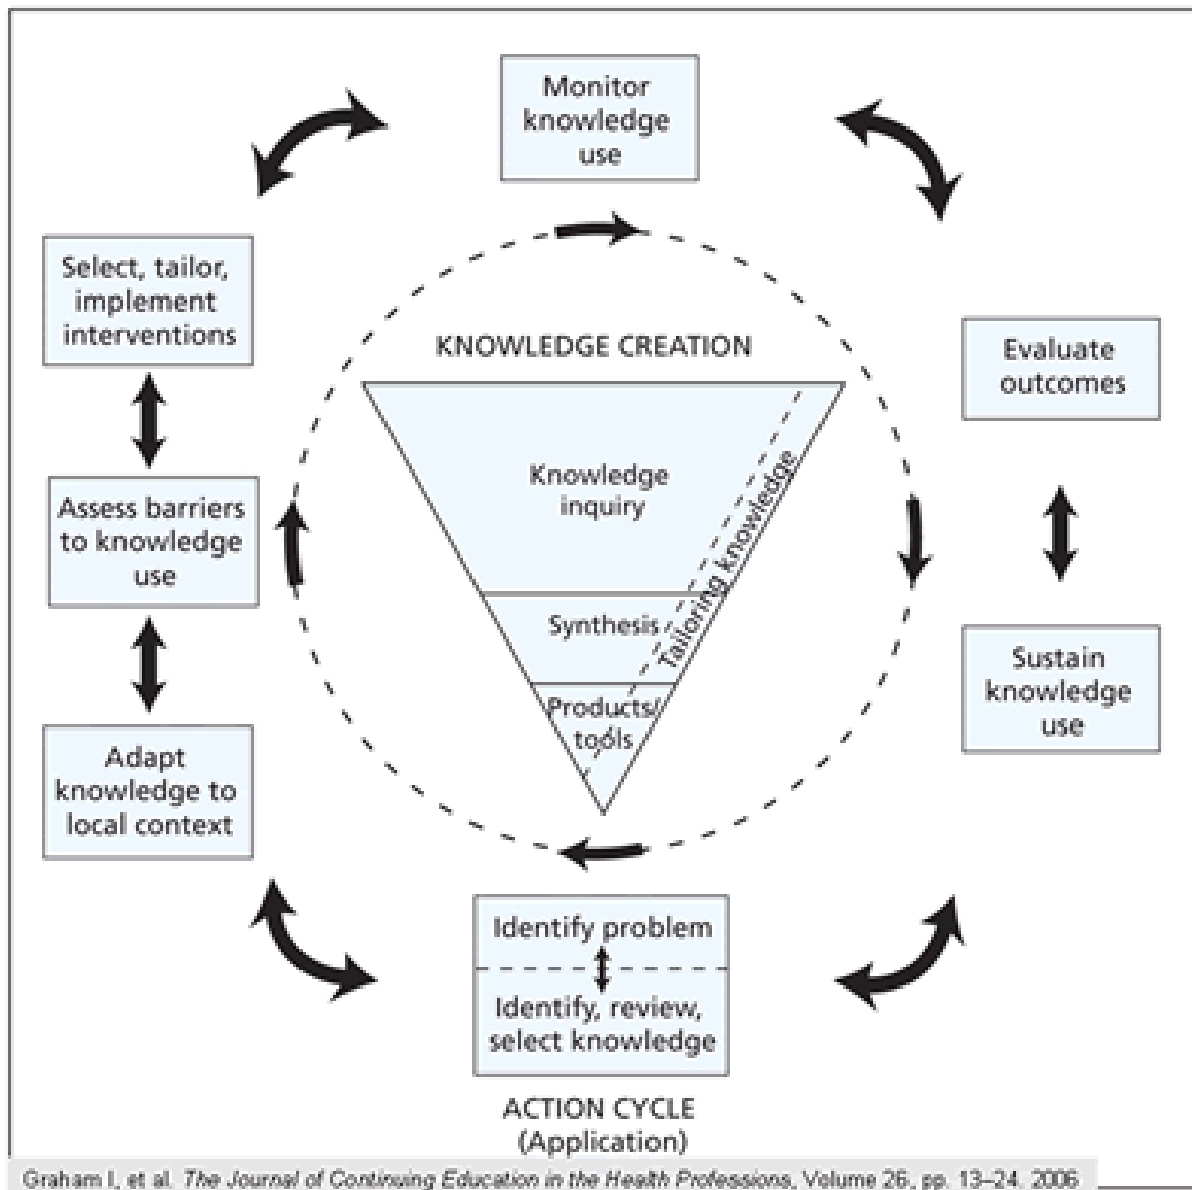 Monitor
knowledge
use
Select, tailor,
implement
interventions
KNOWLEDGE CREATION
Evaluate
outcomes
Knowledge
inquiry
Tailoring knowledge
Assess barriers
to knowledge
use
Synthesis
Sustain
knowledge
use
Products/
tools
Adapt
knowledge to
local context
Identify problem
Identify, review,
select knowledge
ACTION CYCLE
(Application)
Graham I, et al. The Journal of Continuing Education in the Health Professions, Volume 26, pp. 13–24. 2006